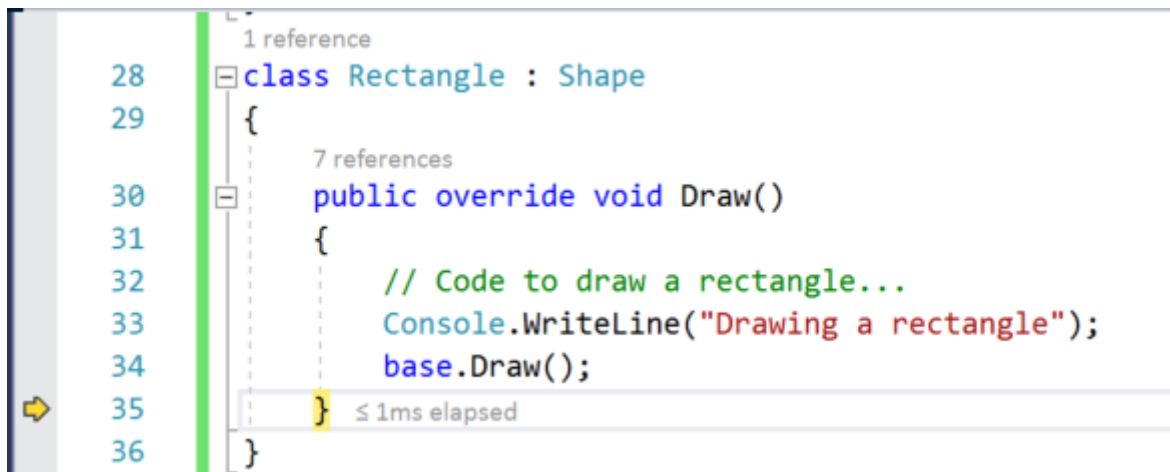 1 reference
28 class Rectangle : Shape
29 {
7 references
30 public override void Draw()
31 {
32 // Code to draw a rectangle...
33 Console.WriteLine("Drawing a rectangle");
34 base.Draw();
35 } ≤ 1ms elapsed
36 }